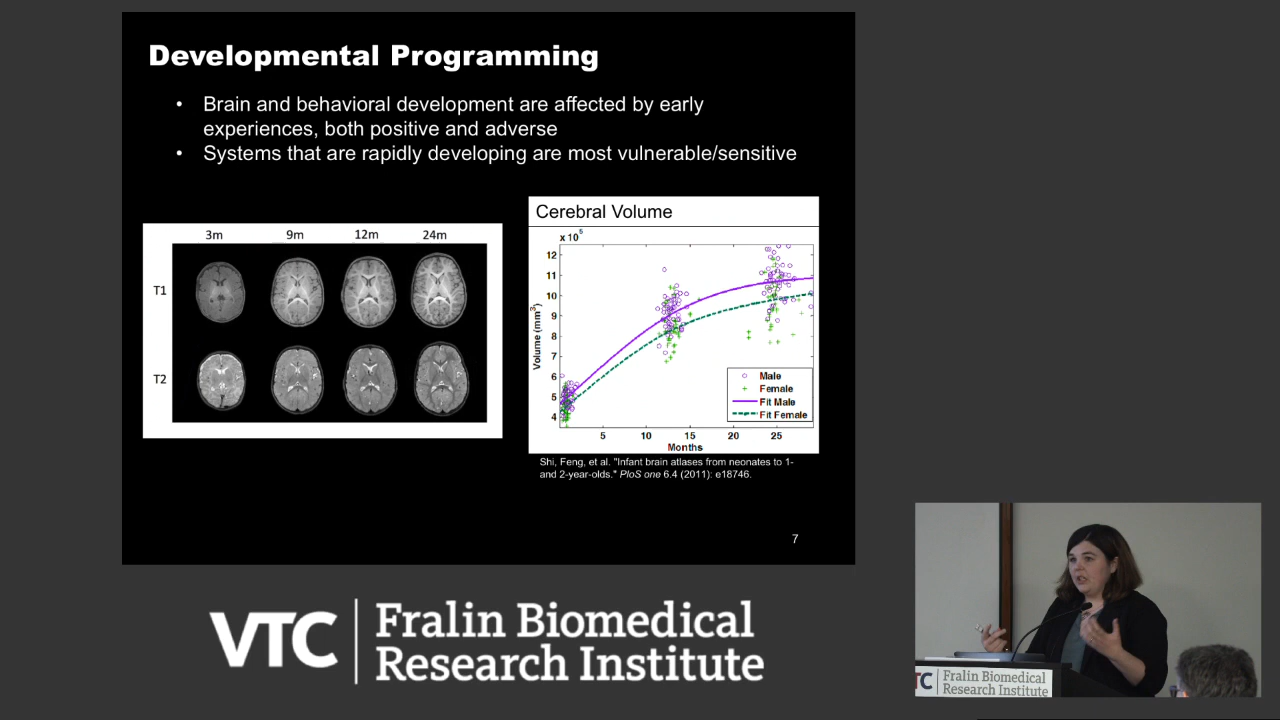 Developmental Programming
• Brain and behavioral development are affected by early
experiences, both positive and adverse
• Systems that are rapidly developing are most vulnerable/sensitive
3m 9m 12m 24m
T1
T2
Cerebral Volume
x 10⁵
12
11
10
9
8
7
6
5
4
Volume (mm³)
5 10 15 20 25
Months
Male
Female
Fit Male
Fit Female
Shi, Feng, et al. "Infant brain atlases from neonates to 1-
and 2-year-olds." PloS one 6.4 (2011): e18746.
7
VTC Fralin Biomedical
Research Institute
TC Fralin Biomedical
Research Institute